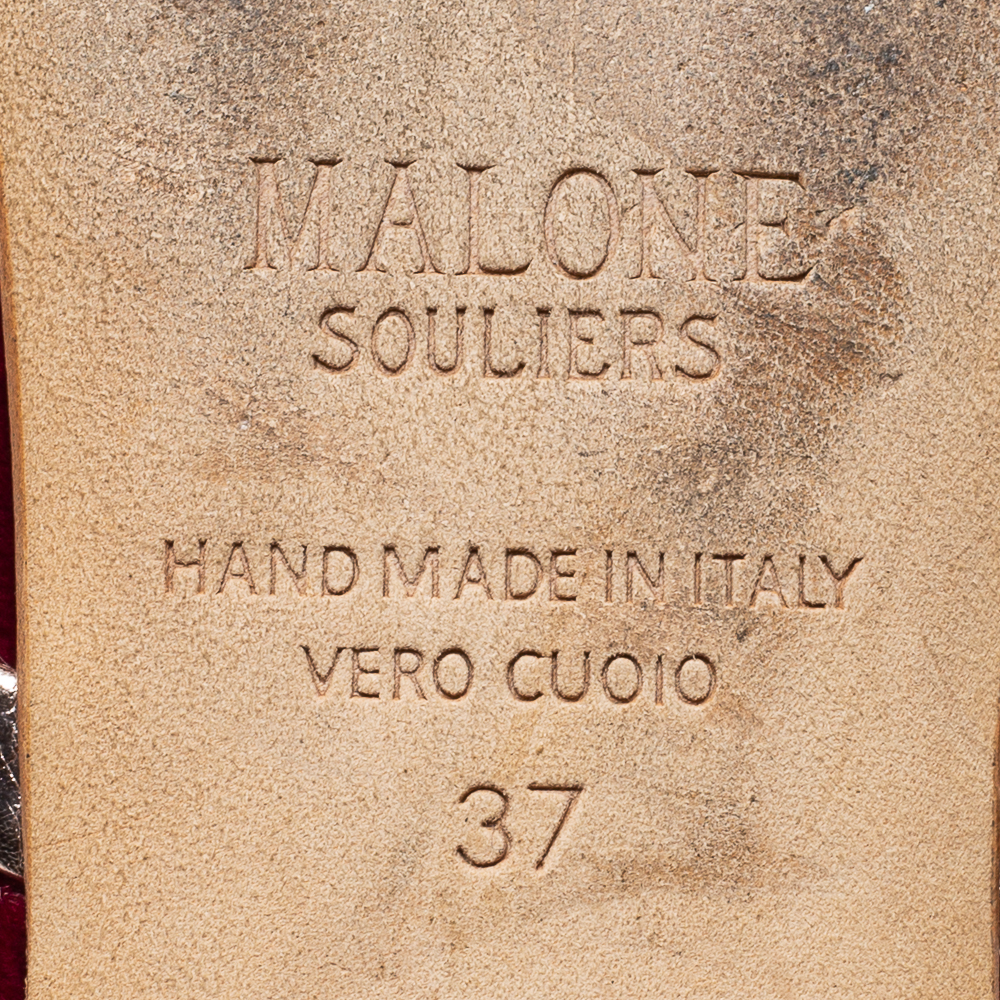 MALONE
SOULIERS
HAND MADE IN ITALY
VERO CUOIO
37